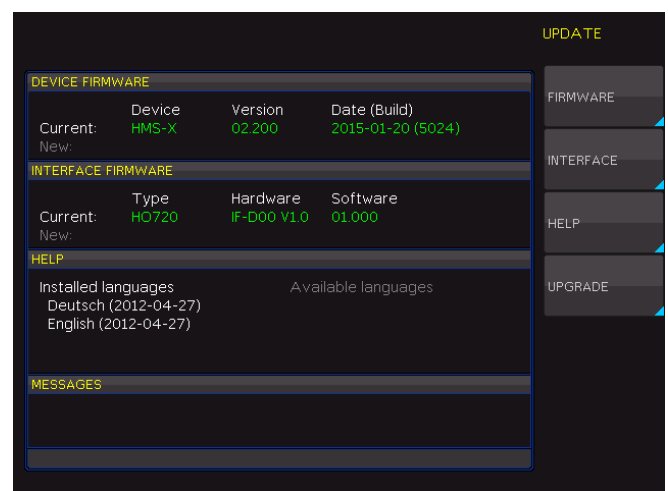 UPDATE
DEVICE FIRMWARE
Device Version Date (Build)
Current: HMS-X 02.200 2015-01-20 (5024)
New:
INTERFACE FIRMWARE
Type Hardware Software
Current: HO720 IF-D00 V1.0 01.000
New:
HELP
Installed languages Available languages
Deutsch (2012-04-27)
English (2012-04-27)
MESSAGES
FIRMWARE
INTERFACE
HELP
UPGRADE